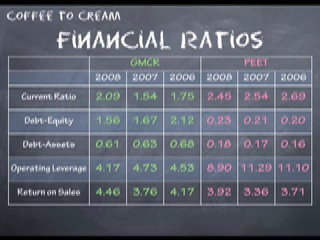 COFFEE TO CREAM
FINANCIAL RATIOS
GMCR PEET
2008 2007 2006 2008 2007 2006
Current Ratio 2.09 1.54 1.75 2.45 2.54 2.69
Debt-Equity 1.56 1.67 2.12 0.23 0.21 0.20
Debt-Assets 0.61 0.63 0.68 0.18 0.17 0.16
Operating Leverage 4.17 4.73 4.53 8.90 11.29 11.10
Return on Sales 4.46 3.76 4.17 3.92 3.36 3.71